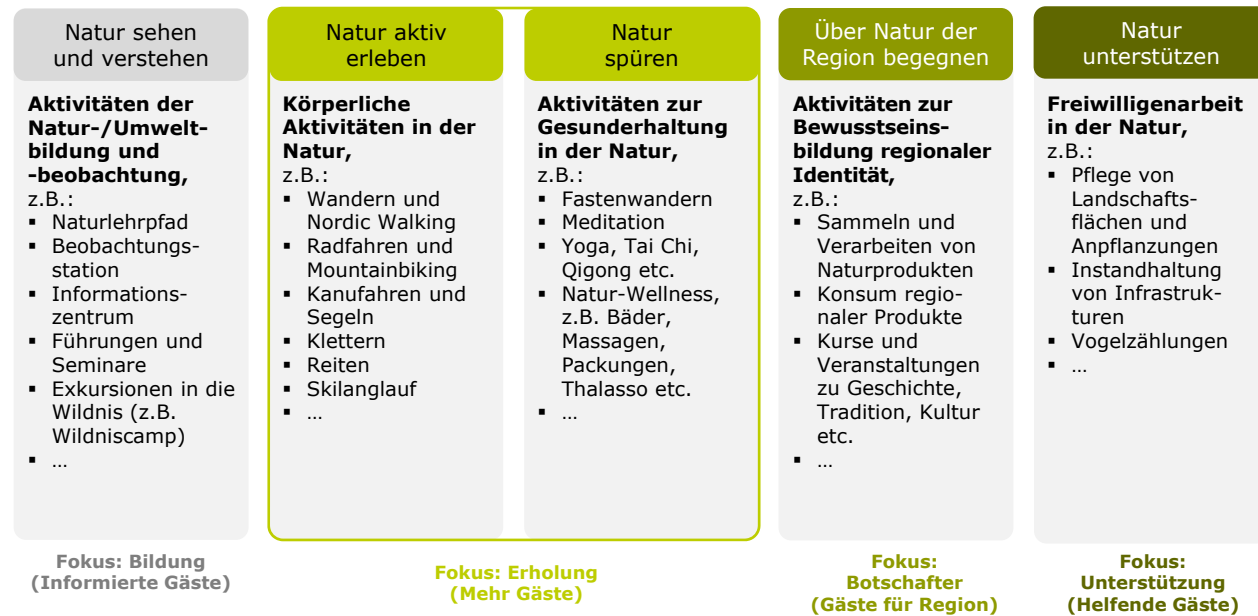 Natur sehen
und verstehen
Aktivitäten der
Natur-/Umwelt-
bildung und
-beobachtung,
z.B.:
▪ Naturlehrpfad
▪ Beobachtungs-
station
▪ Informations-
zentrum
▪ Führungen und
Seminare
▪ Exkursionen in die
Wildnis (z.B.
Wildniscamp)
▪ …
Fokus: Bildung
(Informierte Gäste)
Natur aktiv
erleben
Körperliche
Aktivitäten in der
Natur,
z.B.:
▪ Wandern und
Nordic Walking
▪ Radfahren und
Mountainbiking
▪ Kanufahren und
Segeln
▪ Klettern
▪ Reiten
▪ Skilanglauf
▪ …
Natur
spüren
Aktivitäten zur
Gesunderhaltung
in der Natur,
z.B.:
▪ Fastenwandern
▪ Meditation
▪ Yoga, Tai Chi,
Qigong etc.
▪ Natur-Wellness,
z.B. Bäder,
Massagen,
Packungen,
Thalasso etc.
▪ …
Fokus: Erholung
(Mehr Gäste)
Über Natur der
Region begegnen
Aktivitäten zur
Bewusstseins-
bildung regionaler
Identität,
z.B.:
▪ Sammeln und
Verarbeiten von
Naturprodukten
▪ Konsum regio-
naler Produkte
▪ Kurse und
Veranstaltungen
zu Geschichte,
Tradition, Kultur
etc.
▪ …
Fokus:
Botschafter
(Gäste für Region)
Natur
unterstützen
Freiwilligenarbeit
in der Natur,
z.B.:
▪ Pflege von
Landschafts-
flächen und
Anpflanzungen
▪ Instandhaltung
von Infrastruk-
turen
▪ Vogelzählungen
▪ …
Fokus:
Unterstützung
(Helfende Gäste)